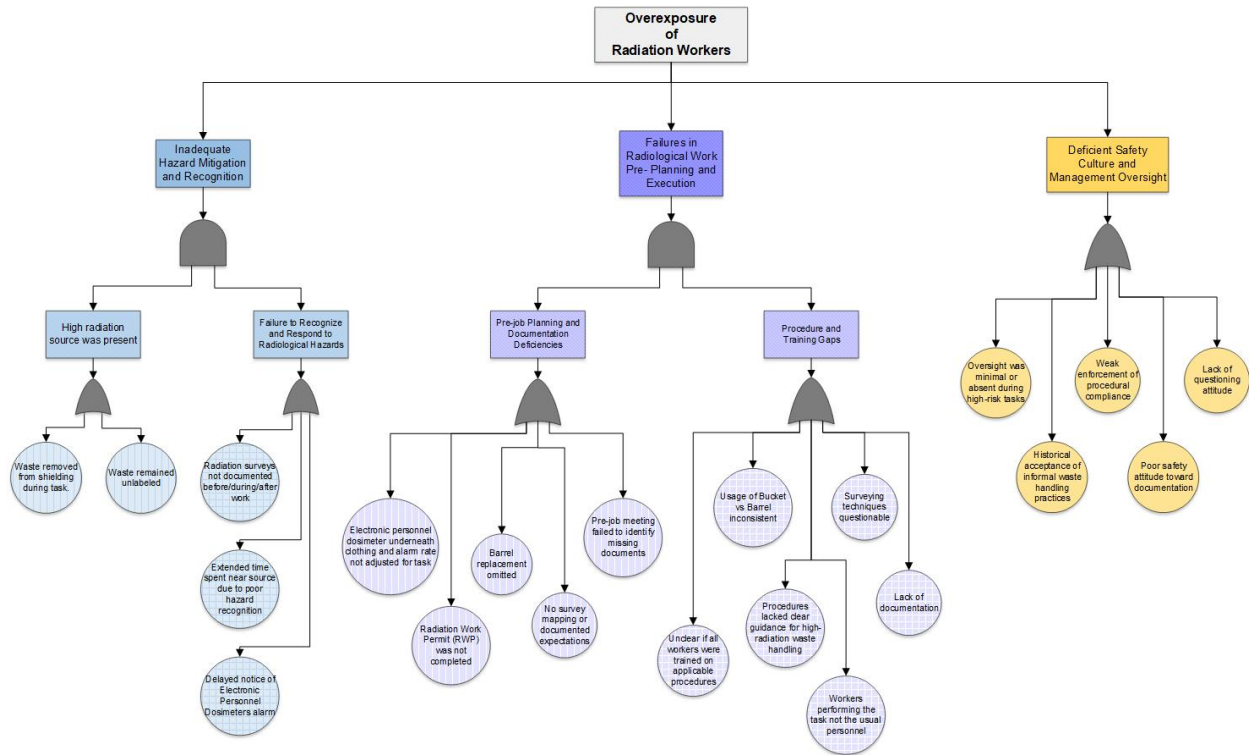 Overexposure
of
Radiation Workers
Inadequate
Hazard Mitigation
and Recognition
Failures in
Radiological Work
Pre- Planning and
Execution
Deficient Safety
Culture and
Management Oversight
High radiation
source was present
Failure to Recognize
and Respond to
Radiological Hazards
Pre-job Planning and
Documentation
Deficiencies
Procedure and
Training Gaps
Waste removed
from shielding
during task.
Waste remained
unlabeled
Radiation surveys
not documented
before/during/after
work
Extended time
spent near source
due to poor
hazard recognition
Delayed notice of
Electronic
Personnel
Dosimeters alarm
Electronic personnel
dosimeter underneath
clothing and alarm rate
not adjusted for task
Radiation Work
Permit (RWP)
was not
completed
Barrel
replacement
omitted
No survey
mapping or
documented
expectations
Pre-job meeting
failed to identify
missing
documents
Unclear if all
workers were
trained on
applicable
procedures
Usage of Bucket
vs Barrel
inconsistent
Procedures
lacked clear
guidance for high-
radiation waste
handling
Workers
performing the
task not the usual
personnel
Surveying
techniques
questionable
Lack of
documentation
Oversight was
minimal or
absent during
high-risk tasks
Historical
acceptance of
informal waste
handling
practices
Weak
enforcement of
procedural
compliance
Poor safety
attitude toward
documentation
Lack of
questioning
attitude